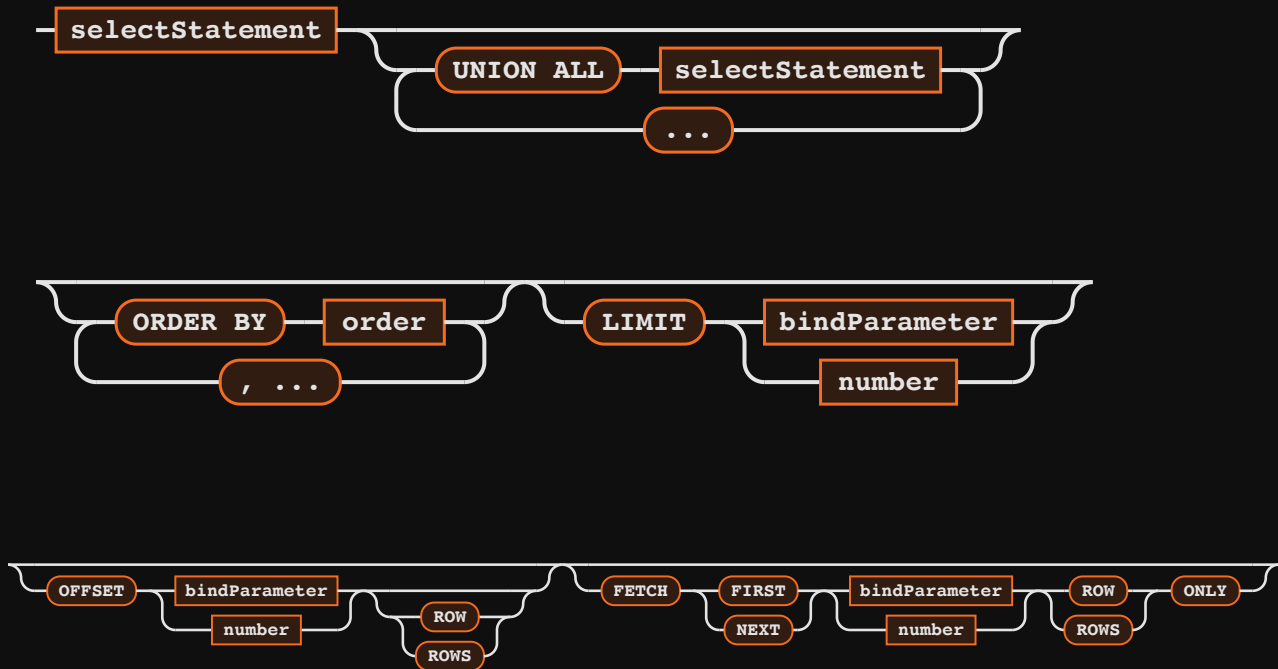 selectStatement
UNION ALL selectStatement
...
ORDER BY order LIMIT bindParameter
, ... number
OFFSET bindParameter FETCH FIRST bindParameter ROW ONLY
number ROW NEXT number ROWS
ROWS